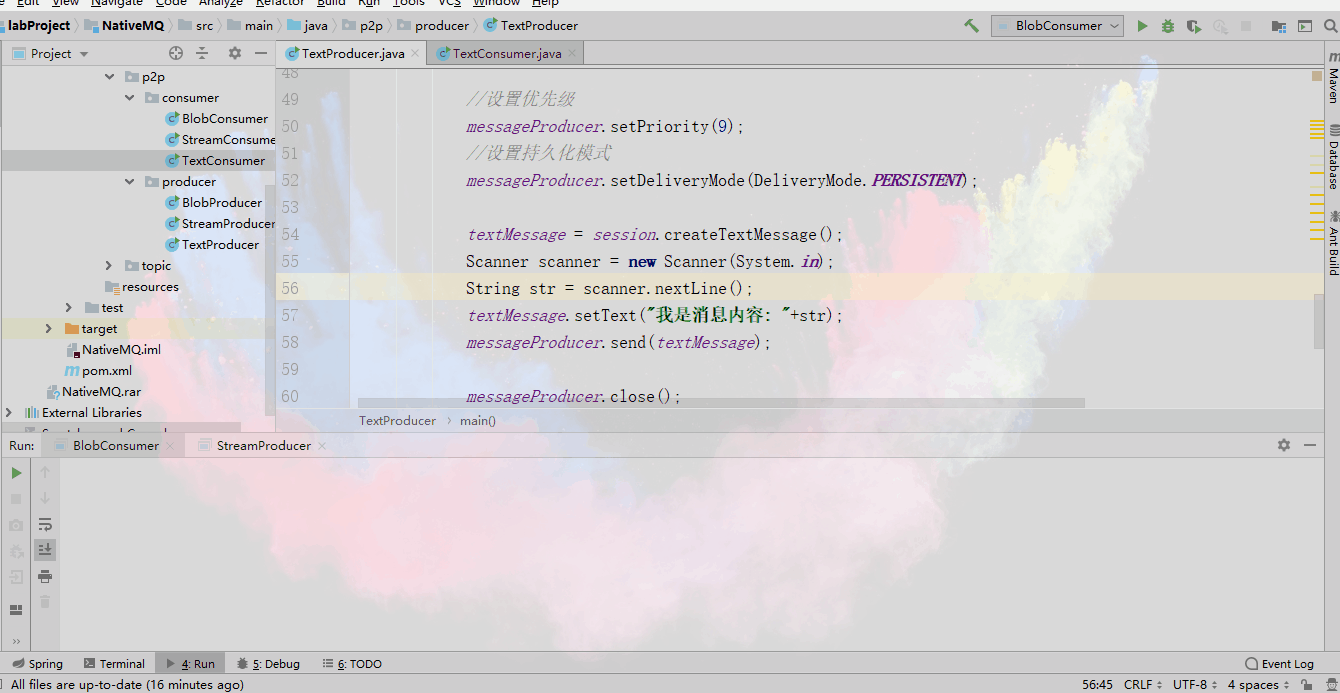 Edit View Navigate Code Analyze Refactor Build Run Tools VCS Window Help
labProject NativeMQ src main java p2p producer TextProducer BlobConsumer
Project TextProducer.java TextConsumer.java
p2p
consumer
BlobConsumer
StreamConsume
TextConsumer
producer
BlobProducer
StreamProducer
TextProducer
topic
resources
test
target
NativeMQ.iml
pom.xml
NativeMQ.rar
External Libraries
48
49 //设置优先级
50 messageProducer.setPriority(9);
51 //设置持久化模式
52 messageProducer.setDeliveryMode(DeliveryMode.PERSISTENT);
53
54 textMessage = session.createTextMessage();
55 Scanner scanner = new Scanner(System.in);
56 String str = scanner.nextLine();
57 textMessage.setText("我是消息内容: "+str);
58 messageProducer.send(textMessage);
59
60 messageProducer.close();
TextProducer main()
Maven
Database
Ant Build
Run: BlobConsumer StreamProducer
Spring Terminal 4: Run 5: Debug 6: TODO Event Log
All files are up-to-date (16 minutes ago) 56:45 CRLF UTF-8 4 spaces